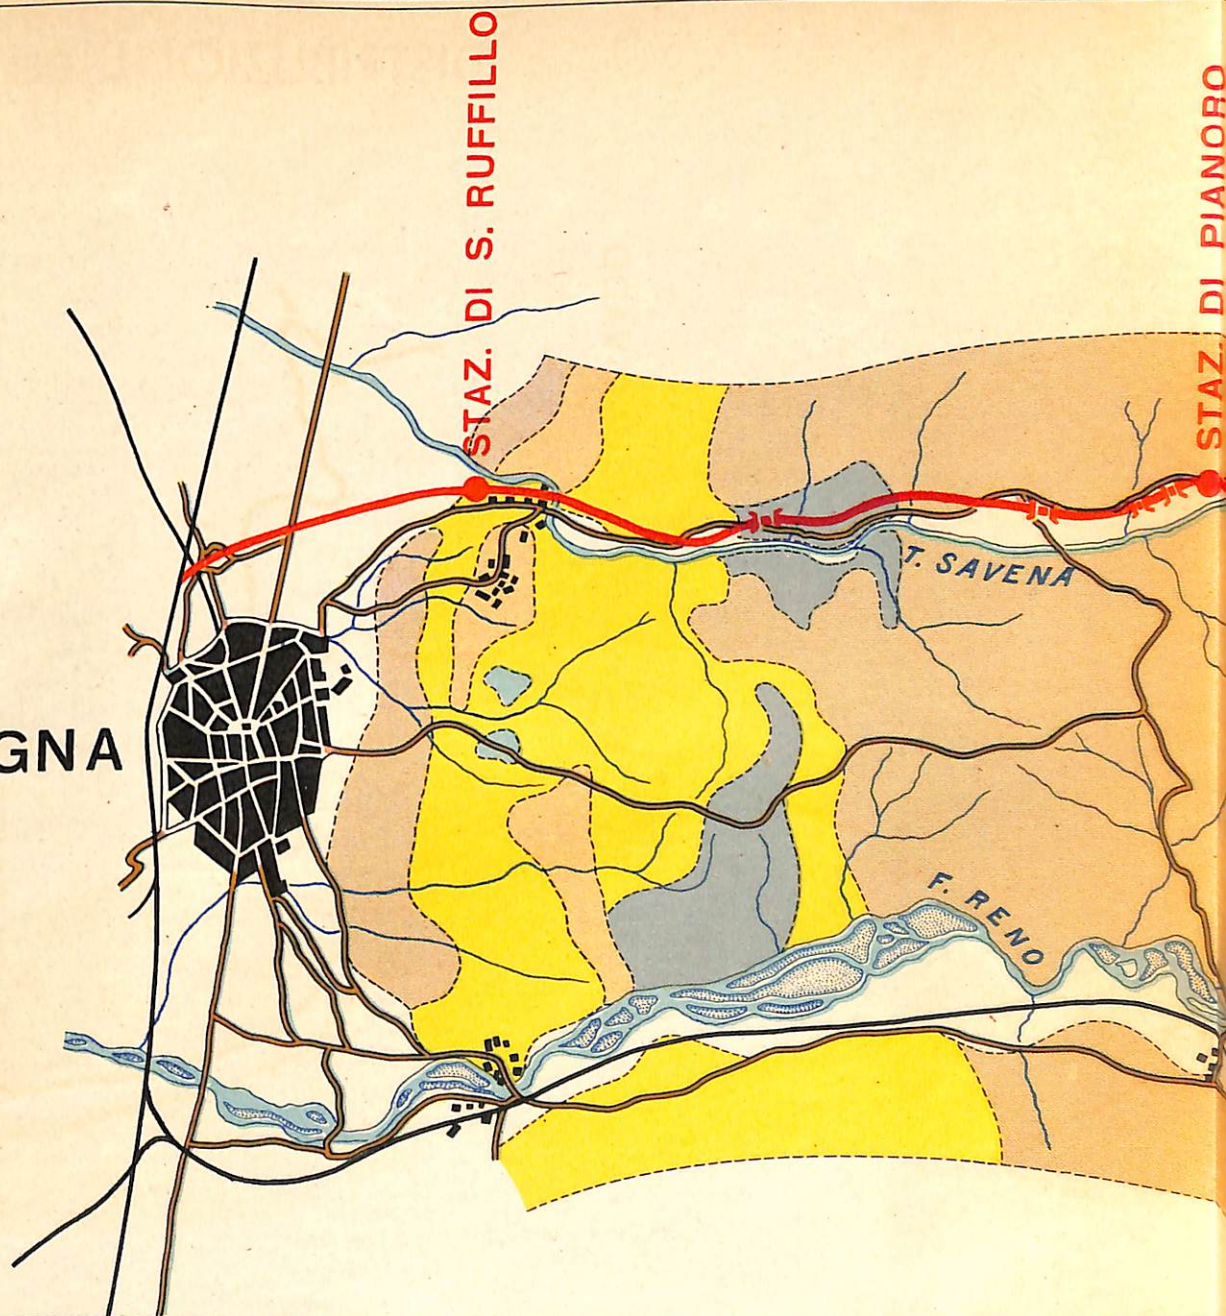 STAZ. DI S. RUFFILLO
STAZ. DI PIANORO
T. SAVENA
GNA
F. RENO